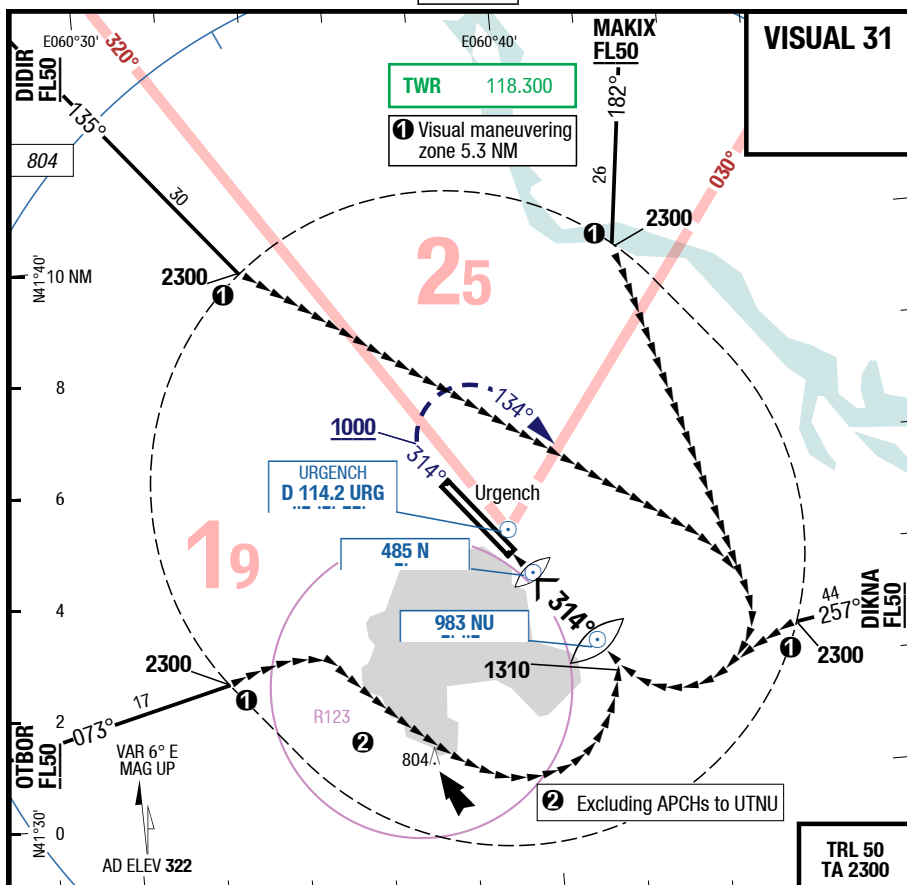 E060°30'
E060°40'
MAKIX
FL50
VISUAL 31
DIDIR
FL50
320°
TWR 118.300
182°
❶ Visual maneuvering
zone 5.3 NM
135°
804
030°
30
26
❶
2300
2300
❶
N41°40'
10 NM
25
8
134°
1000
314°
URGENCH
D 114.2 URG
Urgench
6
19
485 N
4
314°
983 NU
44
257°
DIKNA
FL50
❶
2300
2300
1310
❶
17
073°
R123
2
❷
OTBOR
FL50
VAR 6° E
MAG UP
804
❷ Excluding APCHs to UTNU
N41°30'
0
AD ELEV 322
TRL 50
TA 2300